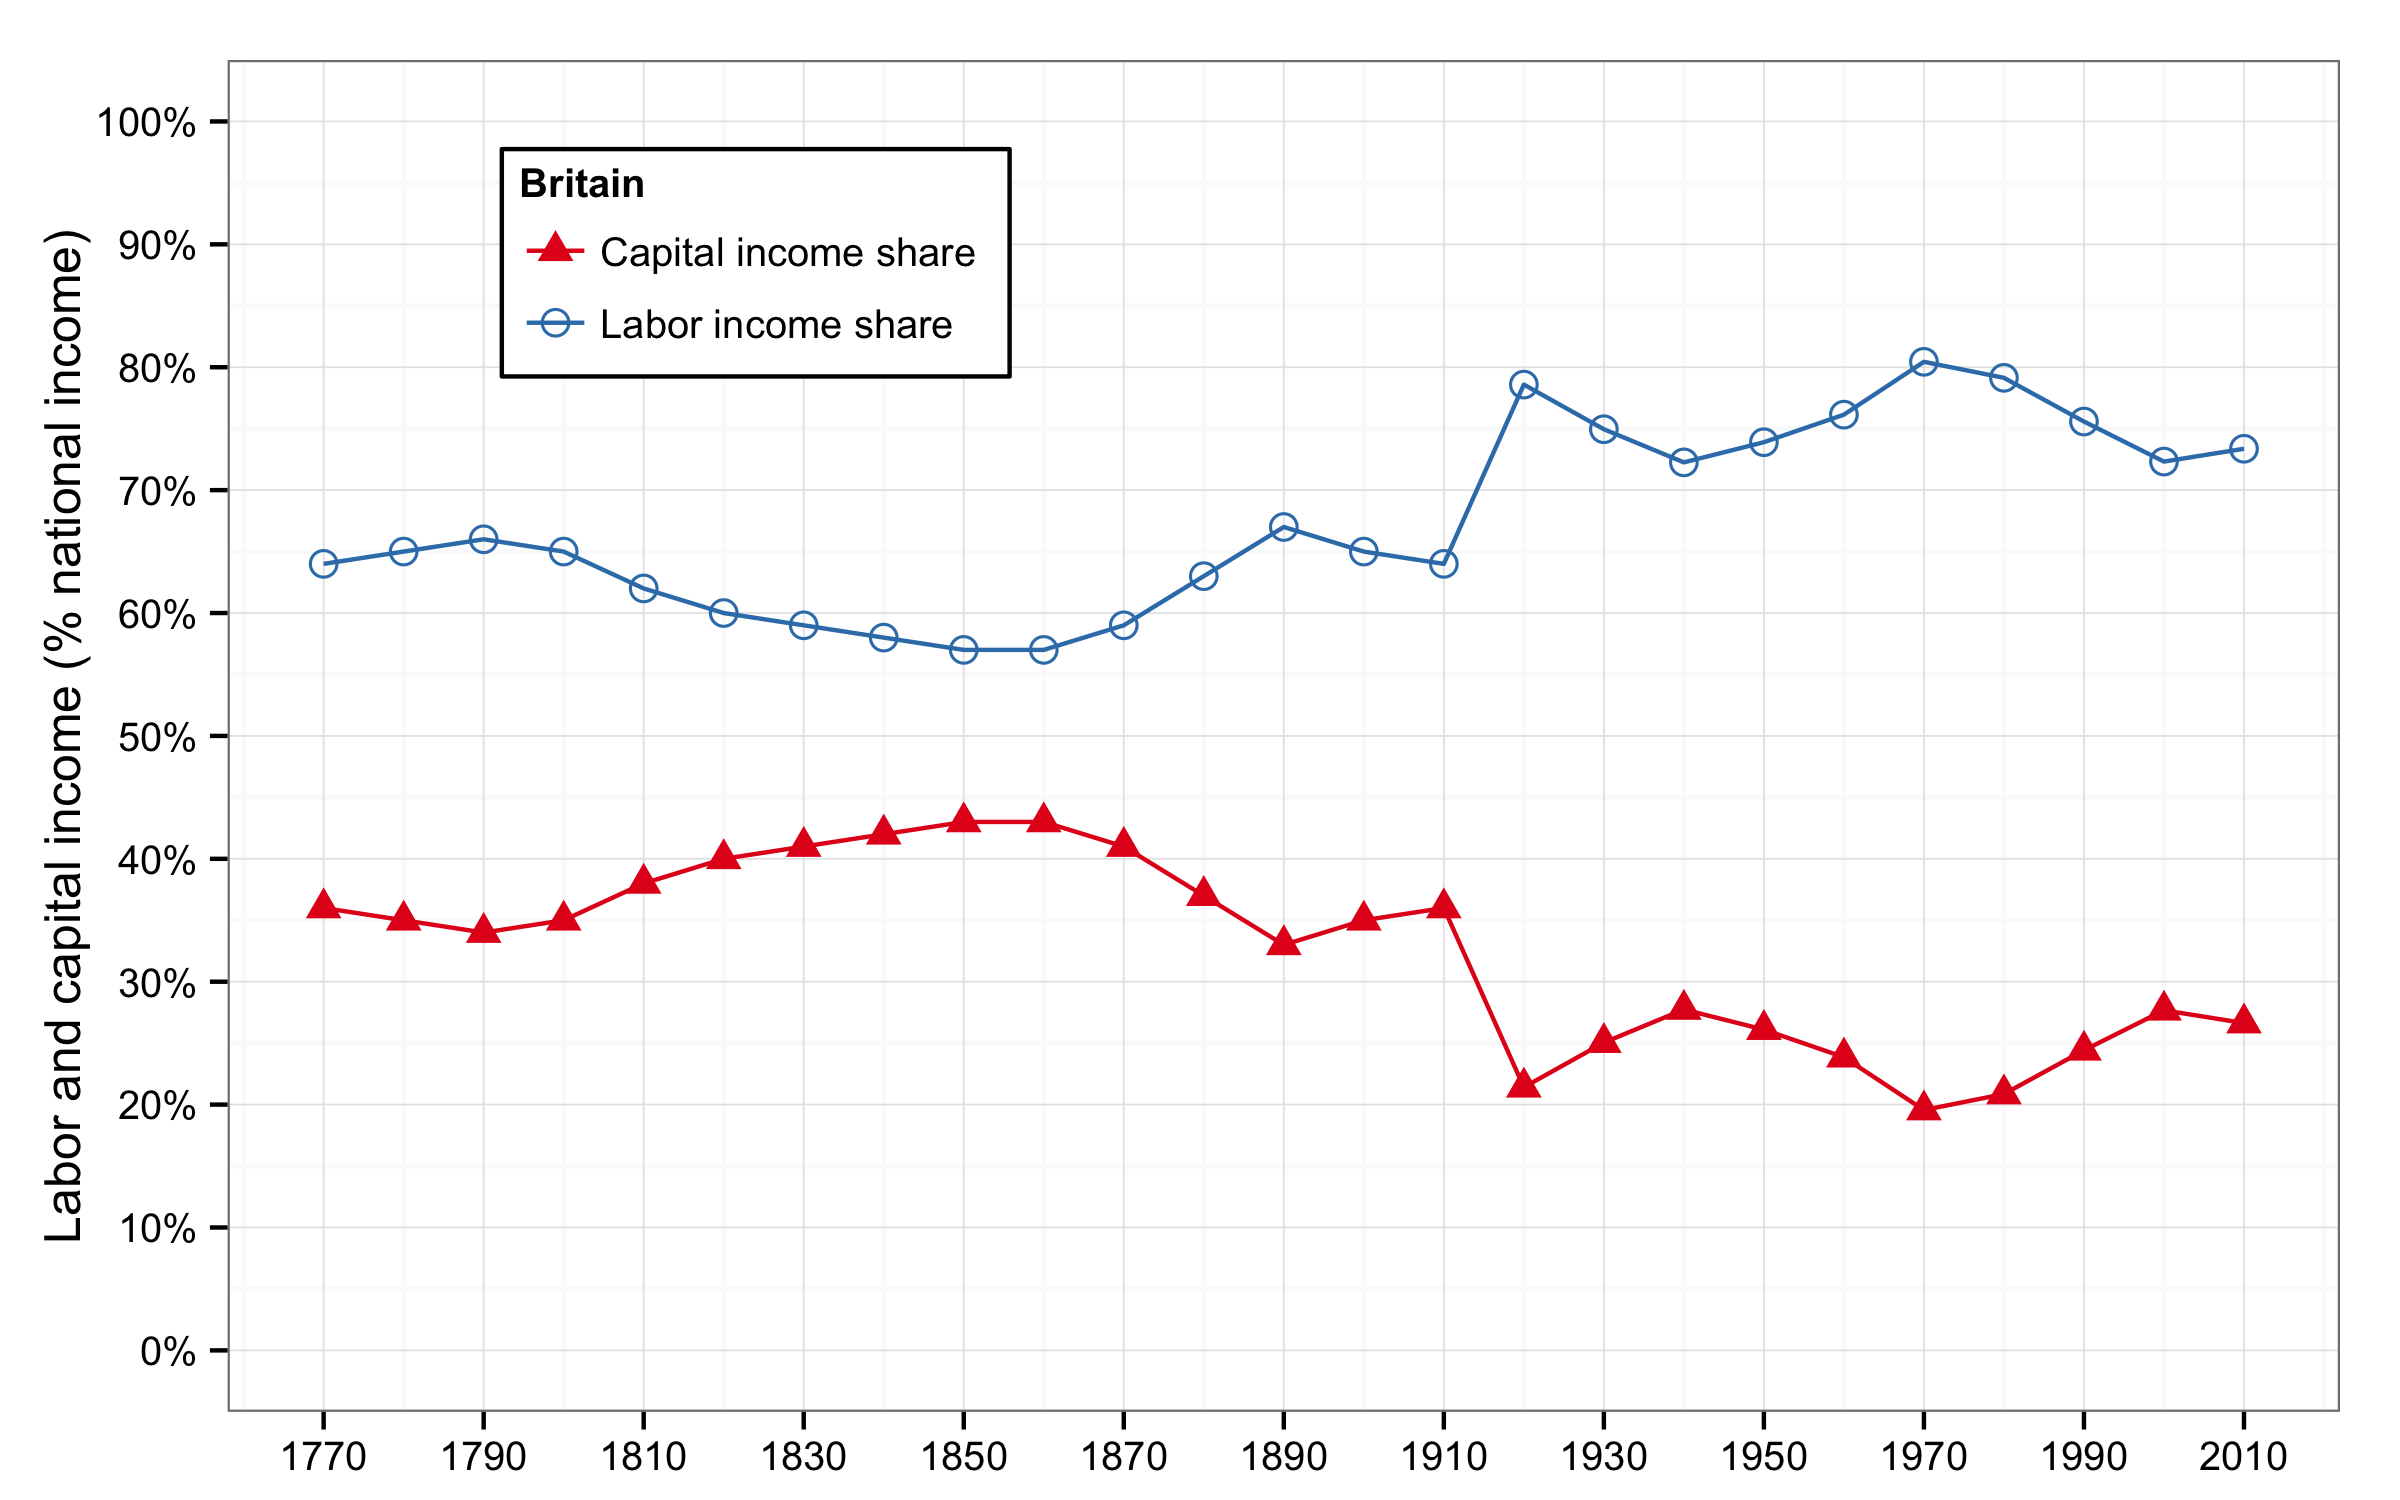 Labor and capital income (% national income)
100%
90%
80%
70%
60%
50%
40%
30%
20%
10%
0%
Britain
Capital income share
Labor income share
1770 1790 1810 1830 1850 1870 1890 1910 1930 1950 1970 1990 2010